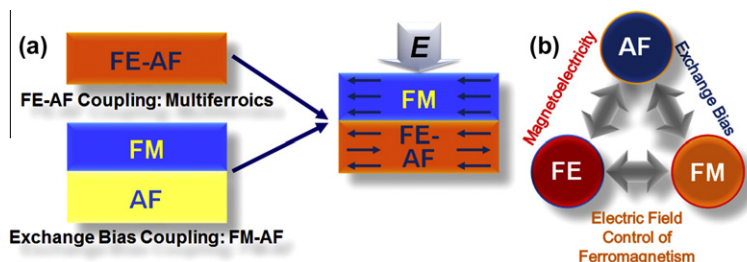 (a)
FE-AF
FE-AF Coupling: Multiferroics
FM
AF
Exchange Bias Coupling: FM-AF
E
FM
FE-
AF
(b)
AF
Magnetoelectricity
Exchange Bias
FE
FM
Electric Field
Control of
Ferromagnetism